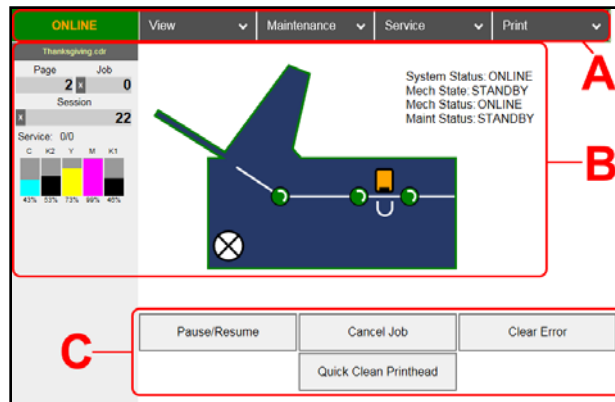 ONLINE View Maintenance Service Print
A
Thanksgiving.cdr
Page Job
2 x 0
Session
x 22
Service: 0/0
C K2 Y M K1
43% 53% 73% 99% 46%
System Status: ONLINE
Mech State: STANDBY
Mech Status: ONLINE
Maint Status: STANDBY
B
Pause/Resume Cancel Job Clear Error
Quick Clean Printhead
C